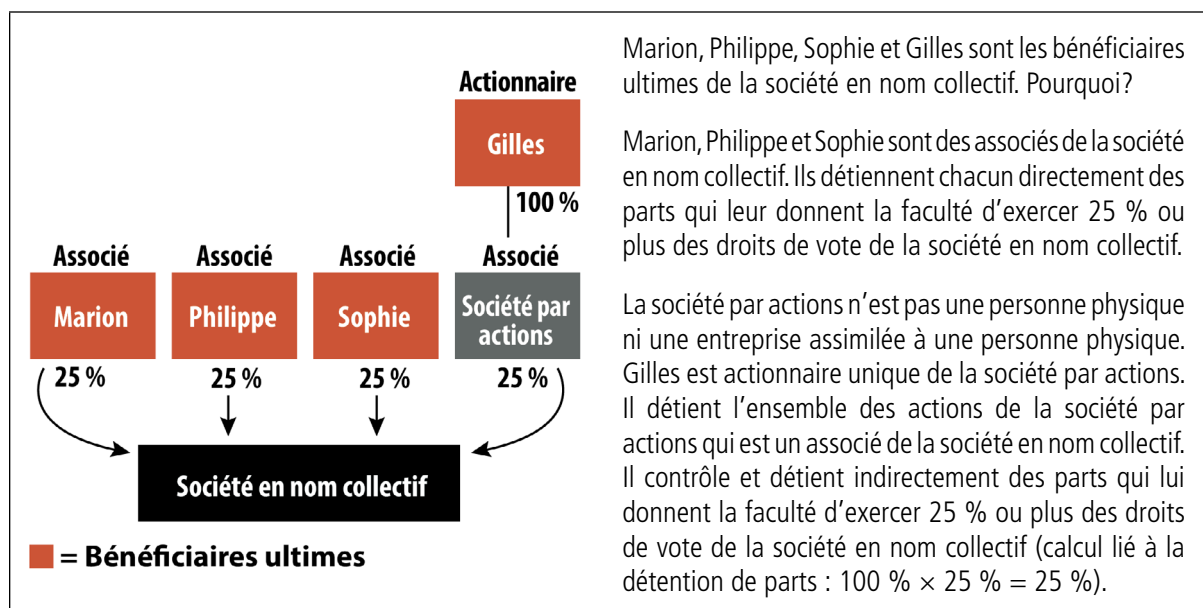 Actionnaire
Gilles
100 %
Associé Associé Associé Associé
Marion Philippe Sophie Société par
actions
25 % 25 % 25 % 25 %
Société en nom collectif
= Bénéficiaires ultimes
Marion, Philippe, Sophie et Gilles sont les bénéficiaires
ultimes de la société en nom collectif. Pourquoi?
Marion, Philippe et Sophie sont des associés de la société
en nom collectif. Ils détiennent chacun directement des
parts qui leur donnent la faculté d’exercer 25 % ou
plus des droits de vote de la société en nom collectif.
La société par actions n’est pas une personne physique
ni une entreprise assimilée à une personne physique.
Gilles est actionnaire unique de la société par actions.
Il détient l’ensemble des actions de la société par
actions qui est un associé de la société en nom collectif.
Il contrôle et détient indirectement des parts qui lui
donnent la faculté d’exercer 25 % ou plus des droits
de vote de la société en nom collectif (calcul lié à la
détention de parts : 100 % × 25 % = 25 %).